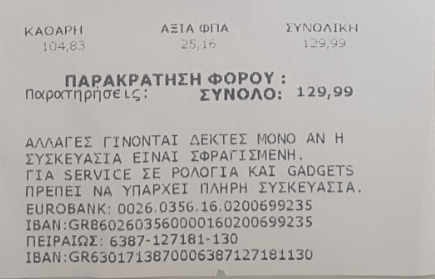 ΚΑΘΑΡΗ ΑΞΙΑ ΦΠΑ ΣΥΝΟΛΙΚΗ
104,83 25,16 129,99
ΠΑΡΑΚΡΑΤΗΣΗ ΦΟΡΟΥ :
Παρατηρήσεις: ΣΥΝΟΛΟ: 129,99
ΑΛΛΑΓΕΣ ΓΙΝΟΝΤΑΙ ΔΕΚΤΕΣ ΜΟΝΟ ΑΝ Η
ΣΥΣΚΕΥΑΣΙΑ ΕΙΝΑΙ ΣΦΡΑΓΙΣΜΕΝΗ.
ΓΙΑ SERVICE ΣΕ ΡΟΛΟΓΙΑ ΚΑΙ GADGETS
ΠΡΕΠΕΙ ΝΑ ΥΠΑΡΧΕΙ ΠΛΗΡΗ ΣΥΣΚΕΥΑΣΙΑ.
EUROBANK: 0026.0356.16.0200699235
IBAN:GR8602603560000160200699235
ΠΕΙΡΑΙΩΣ: 6387-127181-130
IBAN:GR6301713870006387127181130